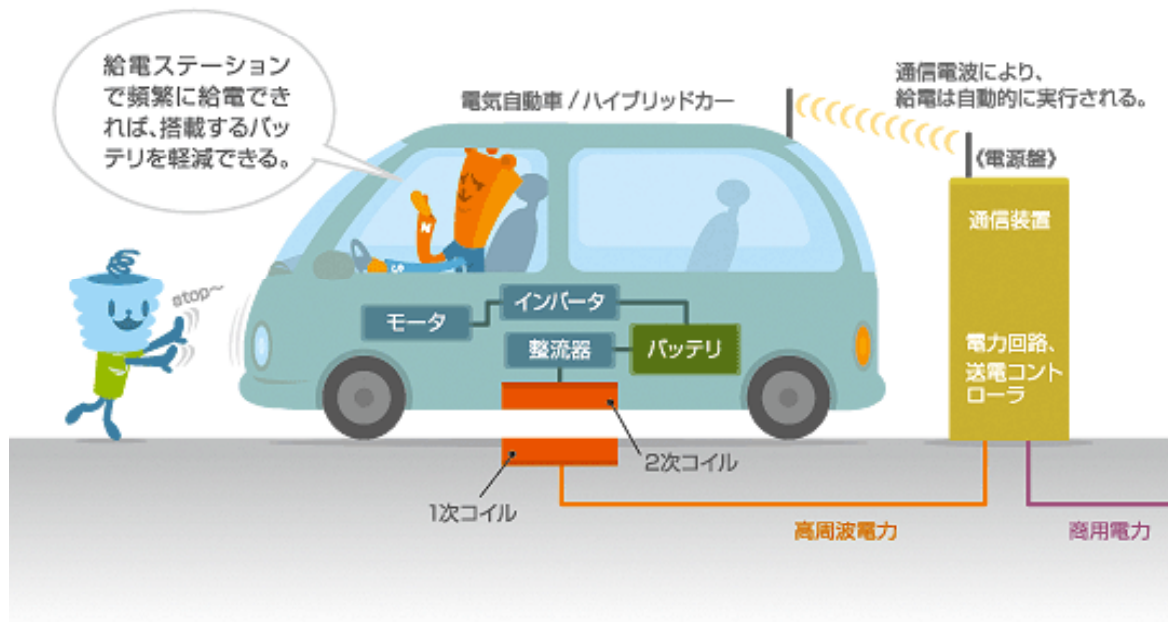 給電ステーション
で頻繁に給電でき
れば、搭載するバッ
テリを軽減できる。
電気自動車/ハイブリッドカー
通信電波により、
給電は自動的に実行される。
《電源盤》
通信装置
電力回路、
送電コント
ローラ
stop〜
N
S
モータ
インバータ
整流器
バッテリ
2次コイル
1次コイル
高周波電力
商用電力